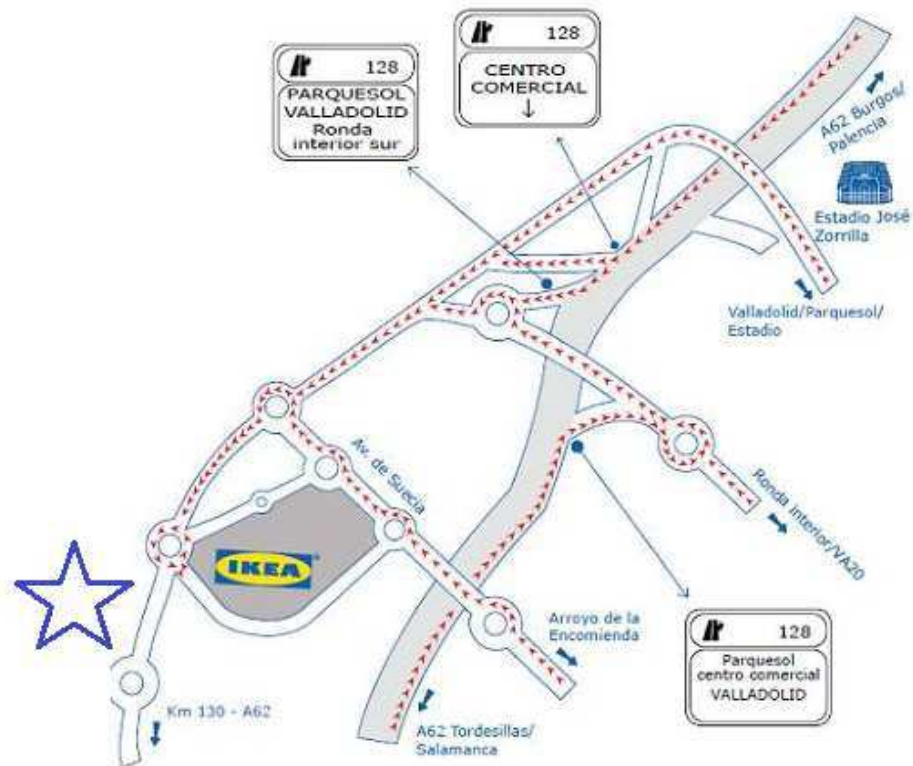 128
CENTRO
COMERCIAL
128
PARQUESOL
VALLADOLID
Ronda
interior sur
A62 Burgos/
Palencia
Estadio José
Zorrilla
Valladolid/Parquesol/
Estadio
Av. de Suecia
Ronda interior/VA20
IKEA
Arroyo de la
Encomienda
128
Parquesol
centro comercial
VALLADOLID
Km 130 - A62
A62 Tordesillas/
Salamanca